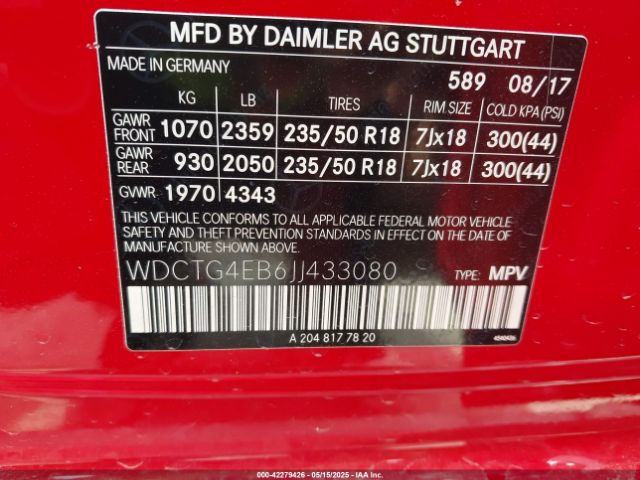 MFD BY DAIMLER AG STUTTGART
MADE IN GERMANY 589 08/17
KG LB TIRES RIM SIZE COLD KPA (PSI)
GAWR FRONT 1070 2359 235/50 R18 7Jx18 300(44)
GAWR REAR 930 2050 235/50 R18 7Jx18 300(44)
GVWR 1970 4343
THIS VEHICLE CONFORMS TO ALL APPLICABLE FEDERAL MOTOR VEHICLE
SAFETY AND THEFT PREVENTION STANDARDS IN EFFECT ON THE DATE OF
MANUFACTURE SHOWN ABOVE.
WDCTG4EB6JJ433080 TYPE: MPV
A 204 817 78 20
000-42279426 - 05/15/2025 - IAAI.COM